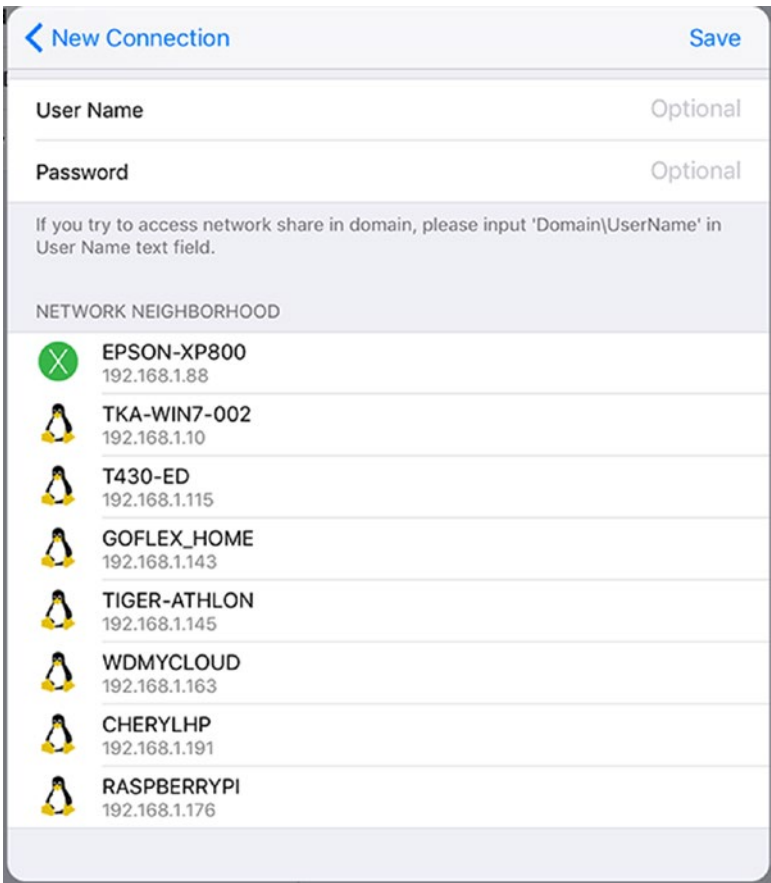 New Connection Save
User Name Optional
Password Optional
If you try to access network share in domain, please input 'Domain\UserName' in
User Name text field.
NETWORK NEIGHBORHOOD
X
EPSON-XP800
192.168.1.88
TKA-WIN7-002
192.168.1.10
T430-ED
192.168.1.115
GOFLEX_HOME
192.168.1.143
TIGER-ATHLON
192.168.1.145
WDMYCLOUD
192.168.1.163
CHERYLHP
192.168.1.191
RASPBERRYPI
192.168.1.176